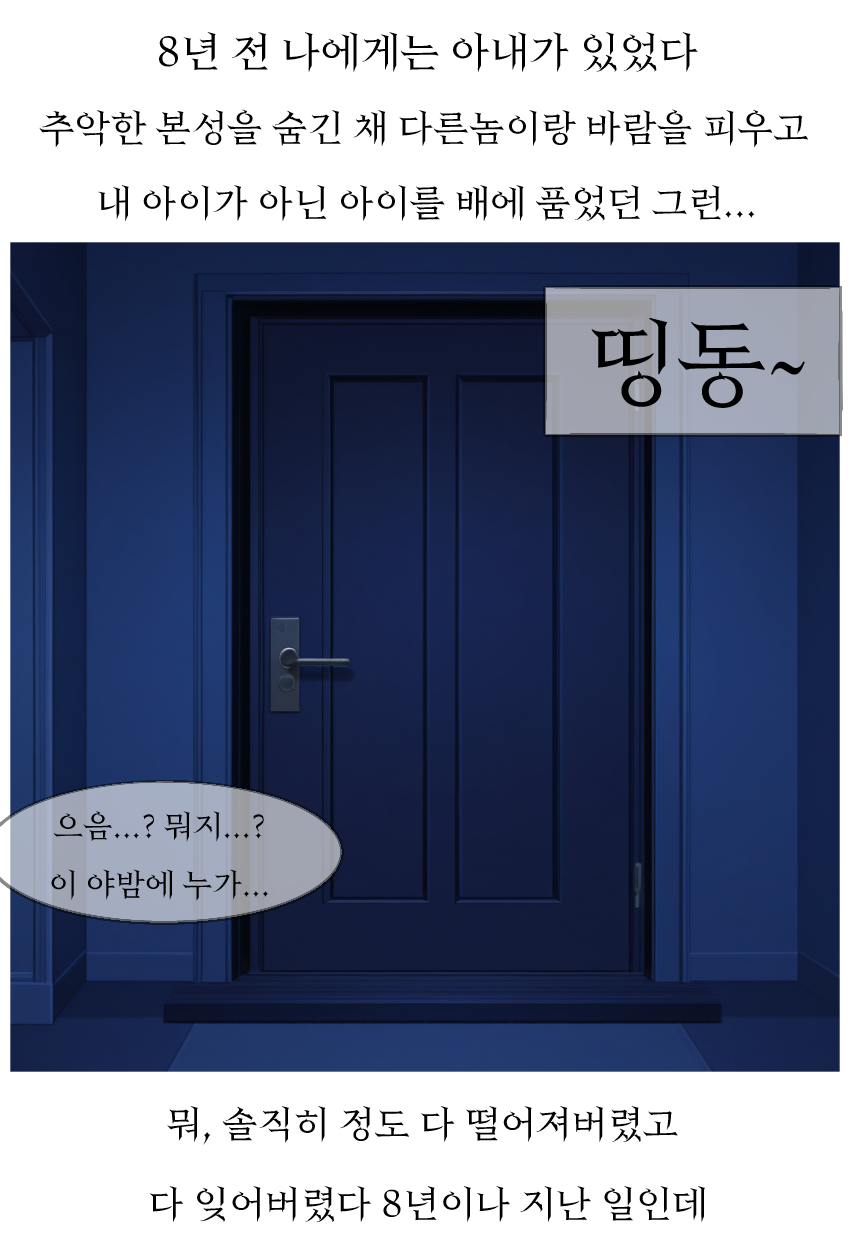 8년 전 나에게는 아내가 있었다
추악한 본성을 숨긴 채 다른놈이랑 바람을 피우고
내 아이가 아닌 아이를 배에 품었던 그런...
띵동~
으음...? 뭐지...?
이 야밤에 누가...
뭐, 솔직히 정도 다 떨어져버렸고
다 잊어버렸다 8년이나 지난 일인데